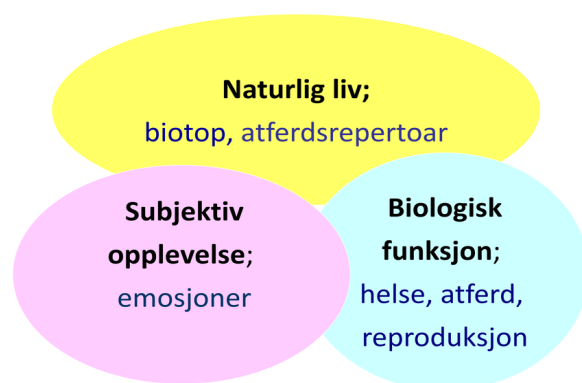 Naturlig liv;
biotop, atferdsrepertoar
Subjektiv
opplevelse;
emosjoner
Biologisk
funksjon;
helse, atferd,
reproduksjon